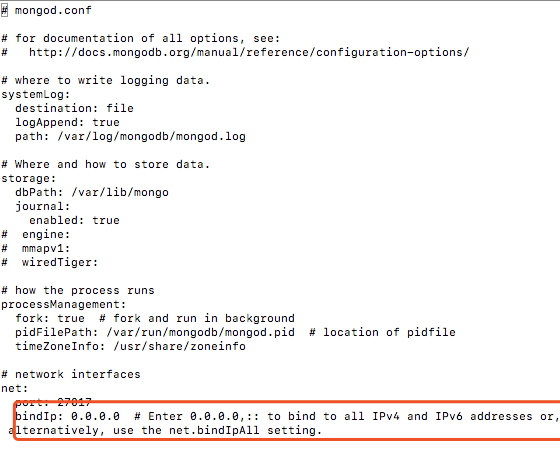 # mongod.conf
# for documentation of all options, see:
#   http://docs.mongodb.org/manual/reference/configuration-options/
# where to write logging data.
systemLog:
  destination: file
  logAppend: true
  path: /var/log/mongodb/mongod.log
# Where and how to store data.
storage:
  dbPath: /var/lib/mongo
  journal:
    enabled: true
#  engine:
#  mmapv1:
#  wiredTiger:
# how the process runs
processManagement:
  fork: true  # fork and run in background
  pidFilePath: /var/run/mongodb/mongod.pid  # location of pidfile
  timeZoneInfo: /usr/share/zoneinfo
# network interfaces
net:
  port: 27017
  bindIp: 0.0.0.0  # Enter 0.0.0.0,:: to bind to all IPv4 and IPv6 addresses or,
 alternatively, use the net.bindIpAll setting.